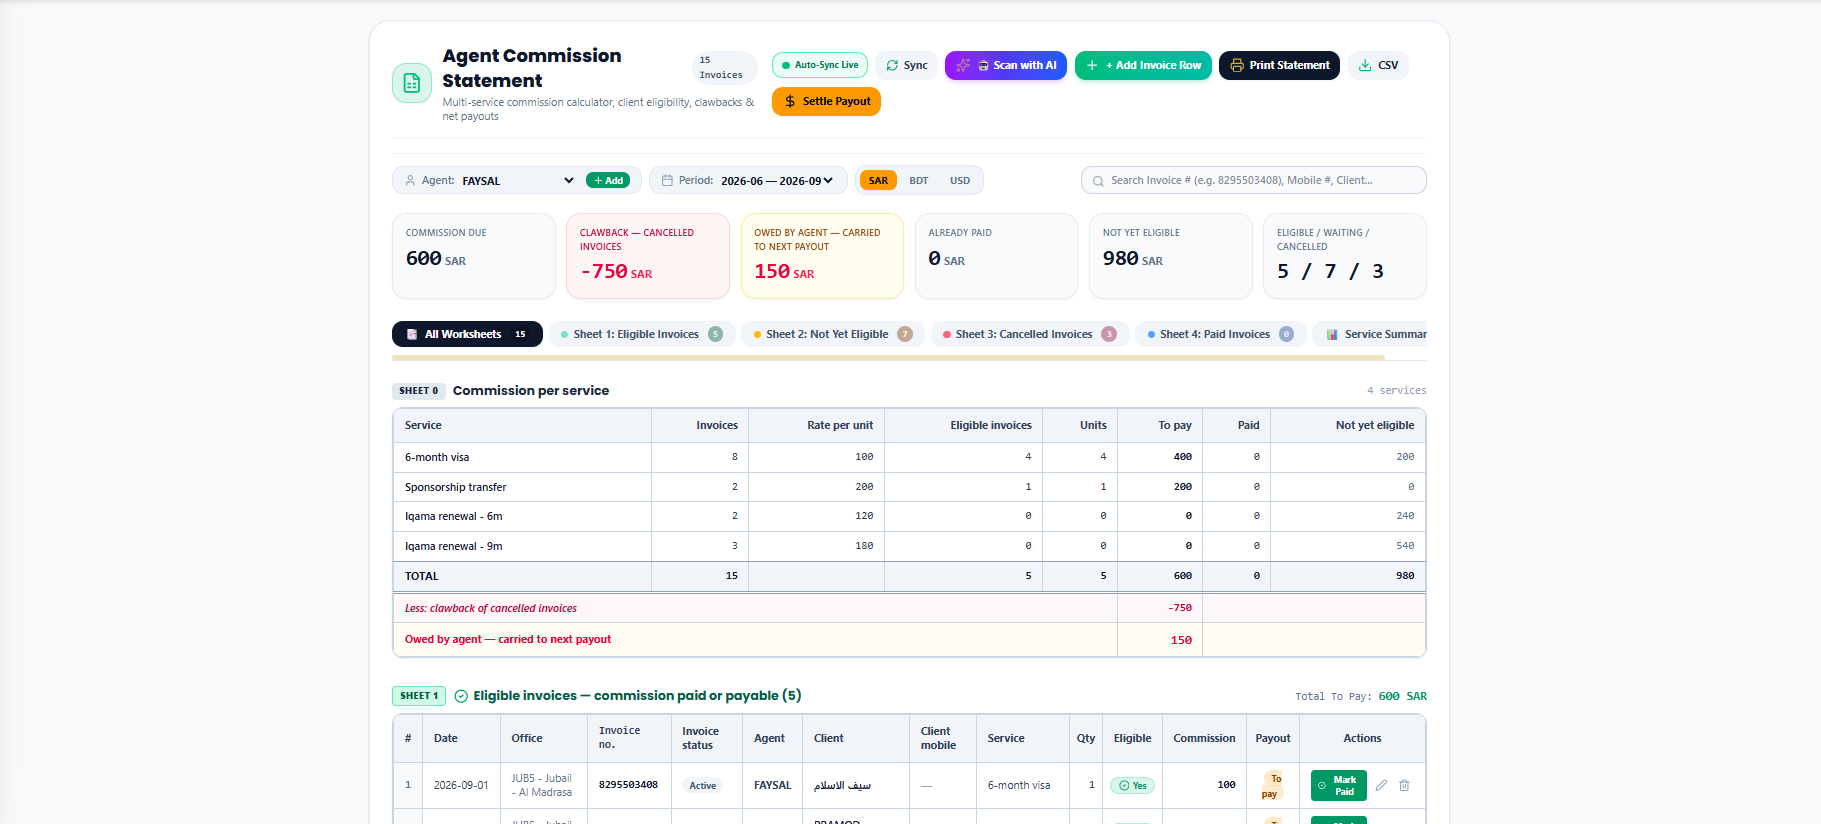 Agent Commission
Statement
15
Invoices
Multi-service commission calculator, client eligibility, clawbacks &
net payouts
Auto-Sync Live
Sync
Scan with AI
+ Add Invoice Row
Print Statement
CSV
Settle Payout
Agent: FAYSAL
+ Add
Period: 2026-06 — 2026-09
SAR BDT USD
Search Invoice # (e.g. 8295503408), Mobile #, Client...
COMMISSION DUE
600 SAR
CLAWBACK — CANCELLED
INVOICES
-750 SAR
OWED BY AGENT — CARRIED
TO NEXT PAYOUT
150 SAR
ALREADY PAID
0 SAR
NOT YET ELIGIBLE
980 SAR
ELIGIBLE / WAITING /
CANCELLED
5 / 7 / 3
All Worksheets 15
Sheet 1: Eligible Invoices 5
Sheet 2: Not Yet Eligible 7
Sheet 3: Cancelled Invoices 3
Sheet 4: Paid Invoices 0
Service Summar
SHEET 0 Commission per service 4 services
Service Invoices Rate per unit Eligible invoices Units To pay Paid Not yet eligible
6-month visa 8 100 4 4 400 0 200
Sponsorship transfer 2 200 1 1 200 0 0
Iqama renewal - 6m 2 120 0 0 0 0 240
Iqama renewal - 9m 3 180 0 0 0 0 540
TOTAL 15 5 5 600 0 980
Less: clawback of cancelled invoices -750
Owed by agent — carried to next payout 150
SHEET 1 Eligible invoices — commission paid or payable (5) Total To Pay: 600 SAR
# Date Office Invoice no. Invoice status Agent Client Client mobile Service Qty Eligible Commission Payout Actions
1 2026-09-01 JUB5 - Jubail - Al Madrasa 8295503408 Active FAYSAL سيف الاسلام — 6-month visa 1 Yes 100 To pay Mark Paid